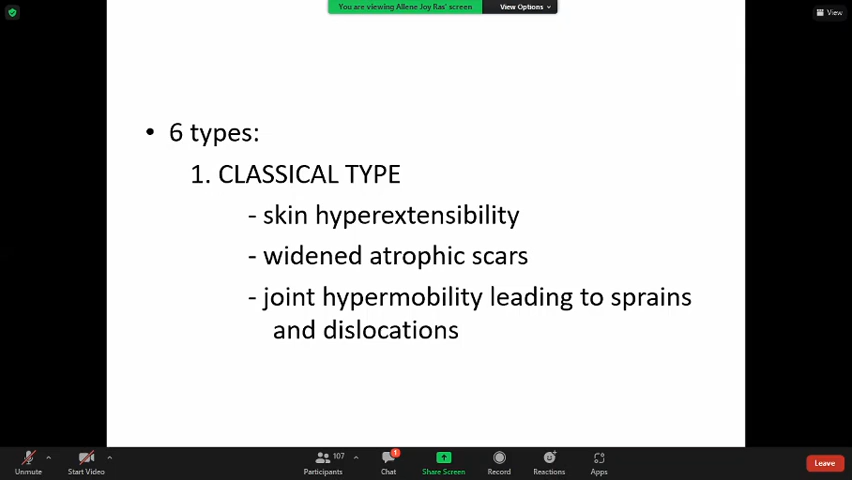 You are viewing Allene Joy Ras' screen
View Options
View
• 6 types:
1. CLASSICAL TYPE
- skin hyperextensibility
- widened atrophic scars
- joint hypermobility leading to sprains
and dislocations
107
1
Unmute
Start Video
Participants
Chat
Share Screen
Record
Reactions
Apps
Leave